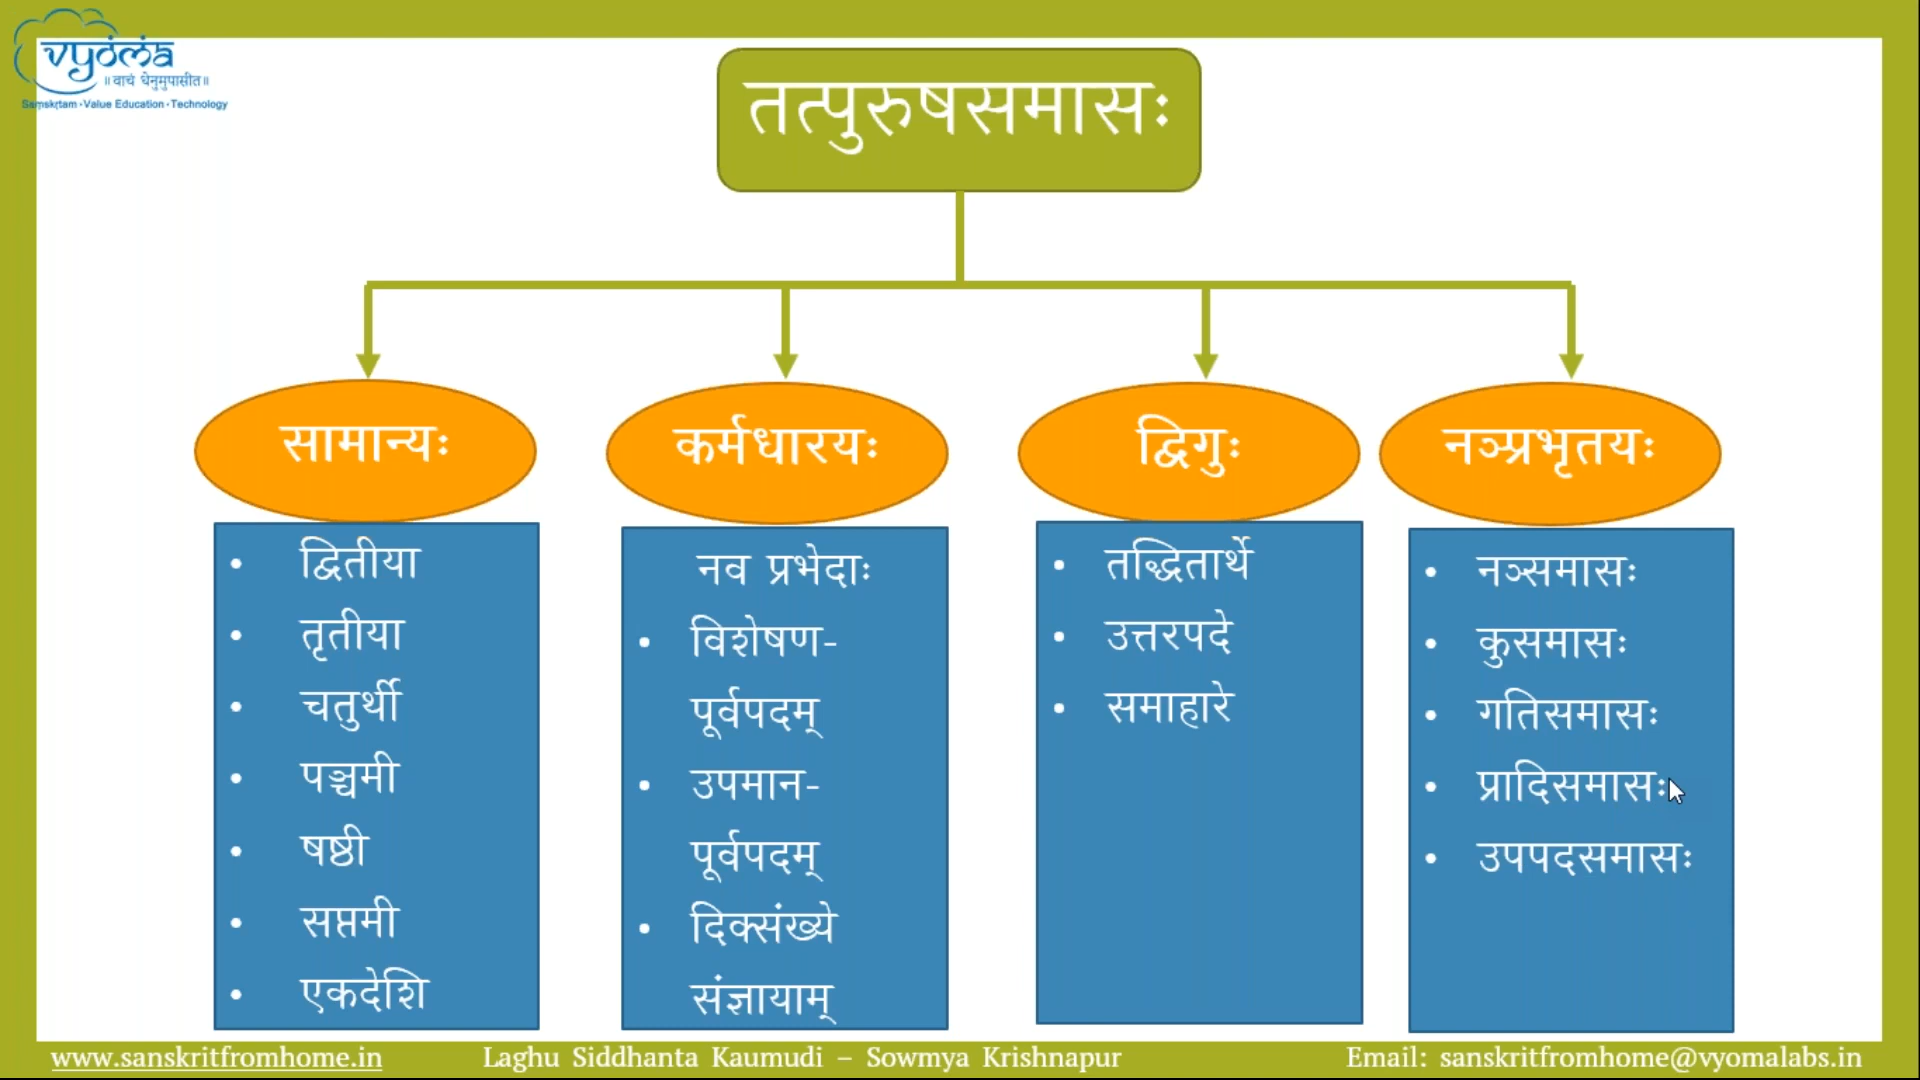 vyoma
॥वाचं धेनुमुपासीत॥
Saṃskṛtam • Value Education • Technology
तत्पुरुषसमासः
सामान्यः
• द्वितीया
• तृतीया
• चतुर्थी
• पञ्चमी
• षष्ठी
• सप्तमी
• एकदेशि
कर्मधारयः
नव प्रभेदाः
• विशेषण-
पूर्वपदम्
• उपमान-
पूर्वपदम्
• दिक्संख्ये
संज्ञायाम्
द्विगुः
• तद्धितार्थे
• उत्तरपदे
• समाहारे
नञ्प्रभृतयः
• नञ्समासः
• कुसमासः
• गतिसमासः
• प्रादिसमासः
• उपपदसमासः
www.sanskritfromhome.in
Laghu Siddhanta Kaumudi – Sowmya Krishnapur
Email: sanskritfromhome@vyomalabs.in